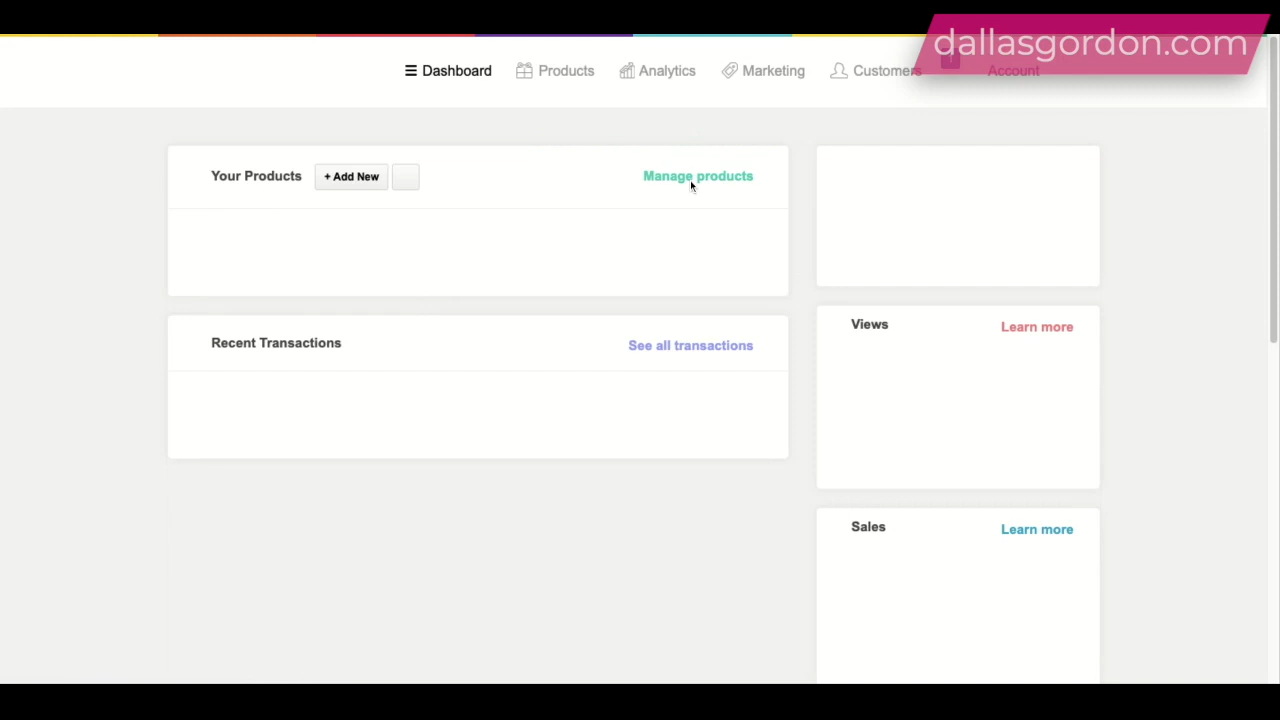 dallasgordon.com
Dashboard
Products
Analytics
Marketing
Customers
Account
Your Products
+ Add New
Manage products
Recent Transactions
See all transactions
Views
Learn more
Sales
Learn more